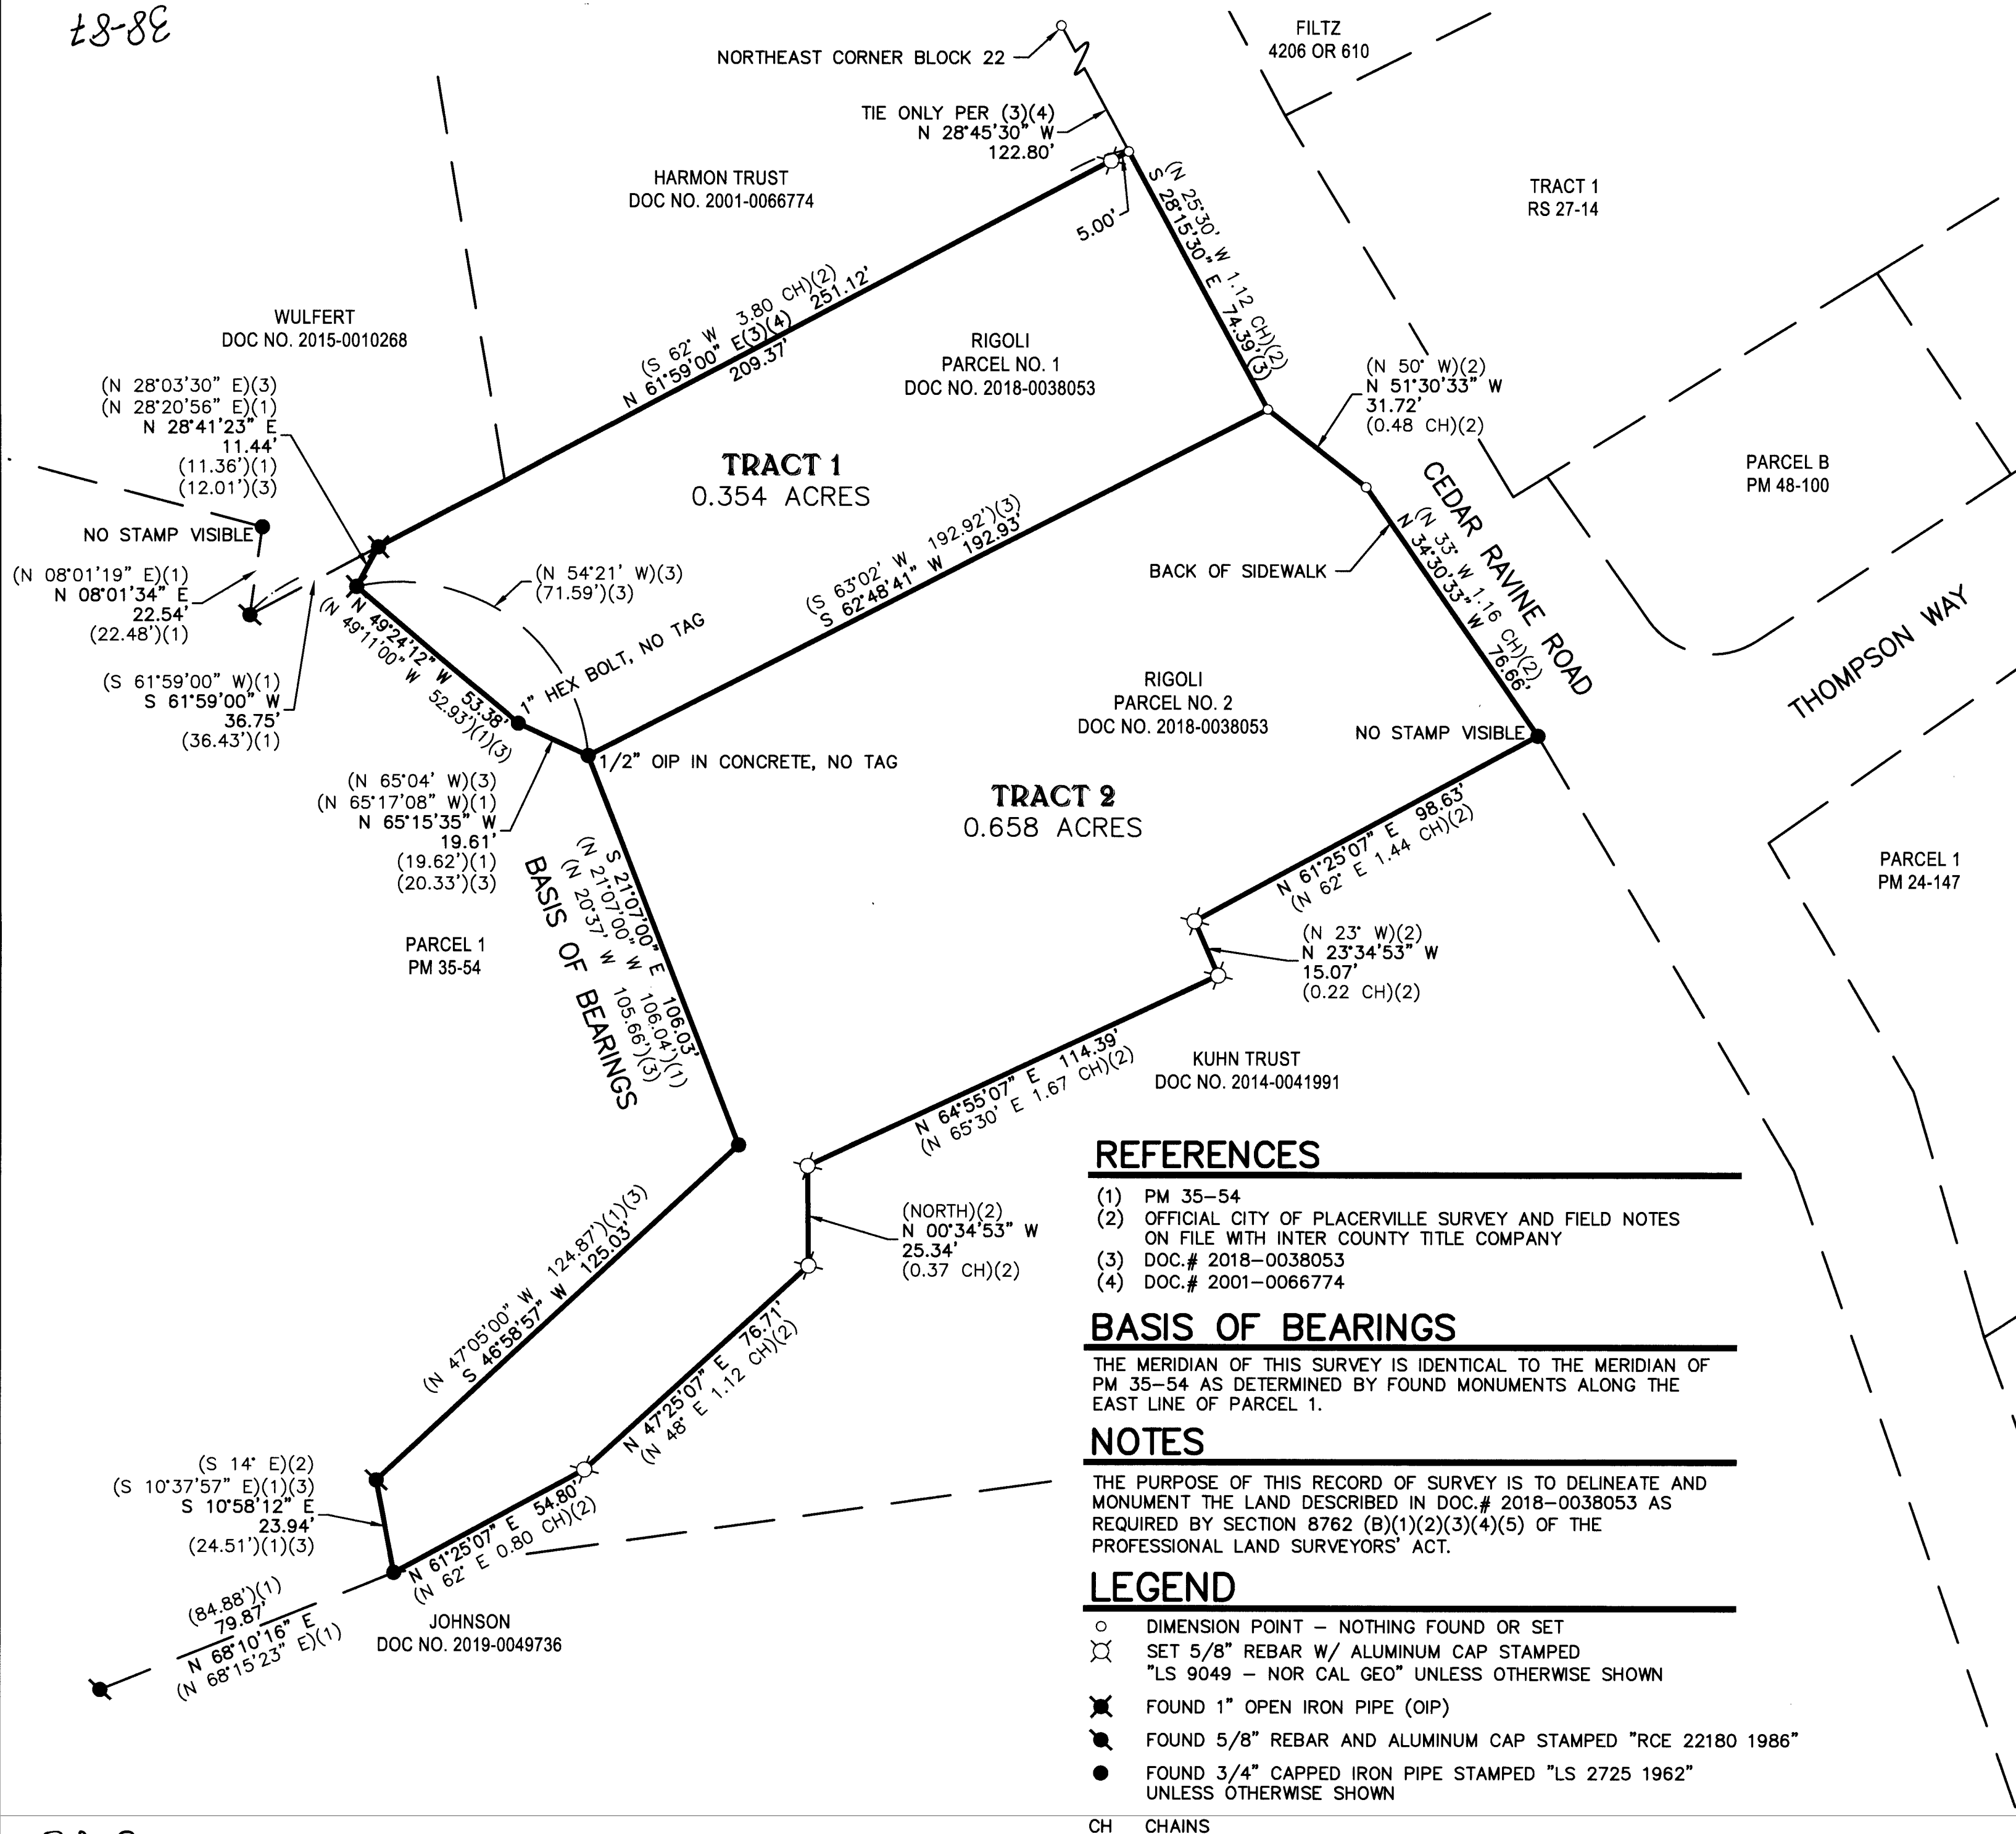 38-87
NORTHEAST CORNER BLOCK 22
FILTZ
4206 OR 610
TIE ONLY PER (3)(4)
N 28°45'30" W
122.80'
HARMON TRUST
DOC NO. 2001-0066774
5.00'
(N 25°30' W 1.12 CH)(2)
S 28°15'30" E 74.39'(3)
TRACT 1
RS 27-14
WULFERT
DOC NO. 2015-0010268
(S 62° W 3.80 CH)(2)
N 61°59'00" E(3)(4) 251.12'
209.37'
RIGOLI
PARCEL NO. 1
DOC NO. 2018-0038053
(N 50° W)(2)
N 51°30'33" W
31.72'
(0.48 CH)(2)
(N 28°03'30" E)(3)
(N 28°20'56" E)(1)
N 28°41'23" E
11.44'
(11.36')(1)
(12.01')(3)
TRACT 1
0.354 ACRES
PARCEL B
PM 48-100
CEDAR RAVINE ROAD
NO STAMP VISIBLE
(N 08°01'19" E)(1)
N 08°01'34" E
22.54'
(22.48')(1)
(N 54°21' W)(3)
(71.59')(3)
(S 63°02' W 192.92')(3)
S 62°48'41" W 192.93'
BACK OF SIDEWALK
(N 33° W 1.16 CH)(2)
N 34°30'33" W 76.66'
THOMPSON WAY
(S 61°59'00" W)(1)
S 61°59'00" W
36.75'
(36.43')(1)
N 49°24'12" W 53.38'
(N 49°11'00" W 52.93')(1)(3)
1" HEX BOLT, NO TAG
RIGOLI
PARCEL NO. 2
DOC NO. 2018-0038053
NO STAMP VISIBLE
1/2" OIP IN CONCRETE, NO TAG
(N 65°04' W)(3)
(N 65°17'08" W)(1)
N 65°15'35" W
19.61'
(19.62')(1)
(20.33')(3)
TRACT 2
0.658 ACRES
S 21°07'00" E 106.03'
(N 21°07'00" W 106.04')(1)
(N 20°37' W 105.66')(3)
BASIS OF BEARINGS
N 61°25'07" E 98.63'
(N 62° E 1.44 CH)(2)
PARCEL 1
PM 24-147
PARCEL 1
PM 35-54
(N 23° W)(2)
N 23°34'53" W
15.07'
(0.22 CH)(2)
N 64°55'07" E 114.39'
(N 65°30' E 1.67 CH)(2)
KUHN TRUST
DOC NO. 2014-0041991
REFERENCES
(1) PM 35-54
(2) OFFICIAL CITY OF PLACERVILLE SURVEY AND FIELD NOTES
ON FILE WITH INTER COUNTY TITLE COMPANY
(3) DOC.# 2018-0038053
(4) DOC.# 2001-0066774
(NORTH)(2)
N 00°34'53" W
25.34'
(0.37 CH)(2)
(N 47°05'00" W 124.87')(1)(3)
S 46°58'57" W 125.03'
BASIS OF BEARINGS
THE MERIDIAN OF THIS SURVEY IS IDENTICAL TO THE MERIDIAN OF
PM 35-54 AS DETERMINED BY FOUND MONUMENTS ALONG THE
EAST LINE OF PARCEL 1.
N 47°25'07" E 76.71'
(N 48° E 1.12 CH)(2)
NOTES
THE PURPOSE OF THIS RECORD OF SURVEY IS TO DELINEATE AND
MONUMENT THE LAND DESCRIBED IN DOC.# 2018-0038053 AS
REQUIRED BY SECTION 8762 (B)(1)(2)(3)(4)(5) OF THE
PROFESSIONAL LAND SURVEYORS' ACT.
(S 14° E)(2)
(S 10°37'57" E)(1)(3)
S 10°58'12" E
23.94'
(24.51')(1)(3)
N 61°25'07" E 54.80'
(N 62° E 0.80 CH)(2)
(84.88')(1)
79.87'
N 68°10'16" E
(N 68°15'23" E)(1)
JOHNSON
DOC NO. 2019-0049736
LEGEND
DIMENSION POINT - NOTHING FOUND OR SET
SET 5/8" REBAR W/ ALUMINUM CAP STAMPED
"LS 9049 - NOR CAL GEO" UNLESS OTHERWISE SHOWN
FOUND 1" OPEN IRON PIPE (OIP)
FOUND 5/8" REBAR AND ALUMINUM CAP STAMPED "RCE 22180 1986"
FOUND 3/4" CAPPED IRON PIPE STAMPED "LS 2725 1962"
UNLESS OTHERWISE SHOWN
CH CHAINS